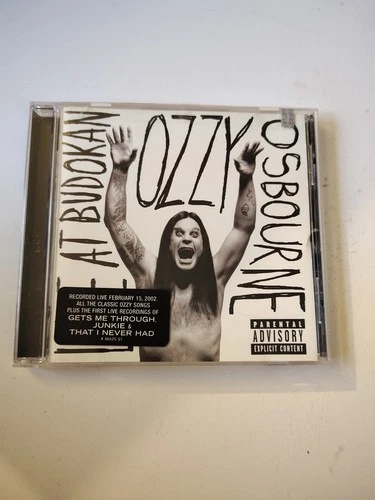 LIVE AT BUDOKAN
OZZY
OSBOURNE
RECORDED LIVE FEBRUARY 15, 2002.
ALL THE CLASSIC OZZY SONGS
PLUS THE FIRST LIVE RECORDINGS OF
GETS ME THROUGH,
JUNKIE &
THAT I NEVER HAD
PARENTAL
ADVISORY
EXPLICIT CONTENT